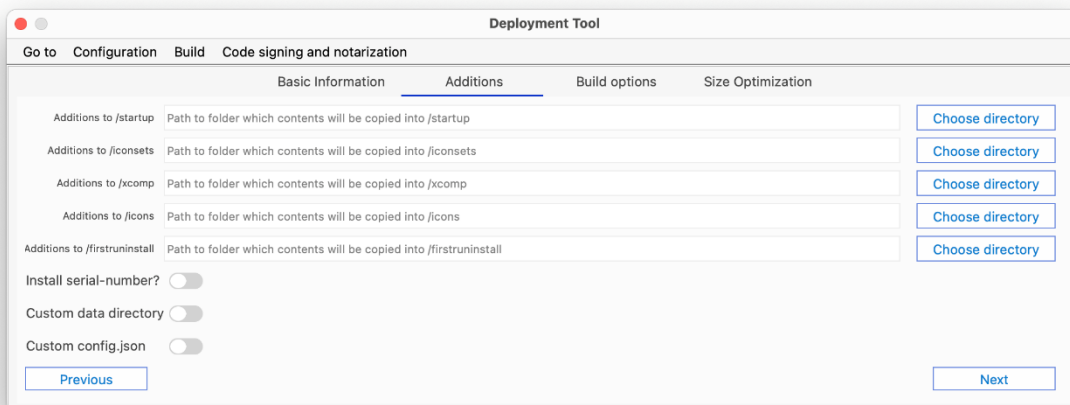 Deployment Tool
Go to Configuration Build Code signing and notarization
Basic Information Additions Build options Size Optimization
Additions to /startup Path to folder which contents will be copied into /startup Choose directory
Additions to /iconsets Path to folder which contents will be copied into /iconsets Choose directory
Additions to /xcomp Path to folder which contents will be copied into /xcomp Choose directory
Additions to /icons Path to folder which contents will be copied into /icons Choose directory
Additions to /firstruninstall Path to folder which contents will be copied into /firstruninstall Choose directory
Install serial-number?
Custom data directory
Custom config.json
Previous Next